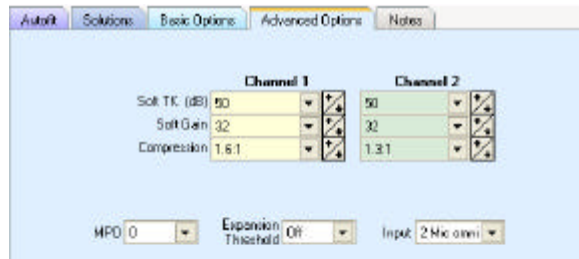 Autofit Solutions Basic Options Advanced Options Notes
Channel 1 Channel 2
Soft TK (dB) 50 50
Soft Gain 32 32
Compression 1.6:1 1.3:1
MPO 0 Expansion Threshold Off Input 2 Mic omni